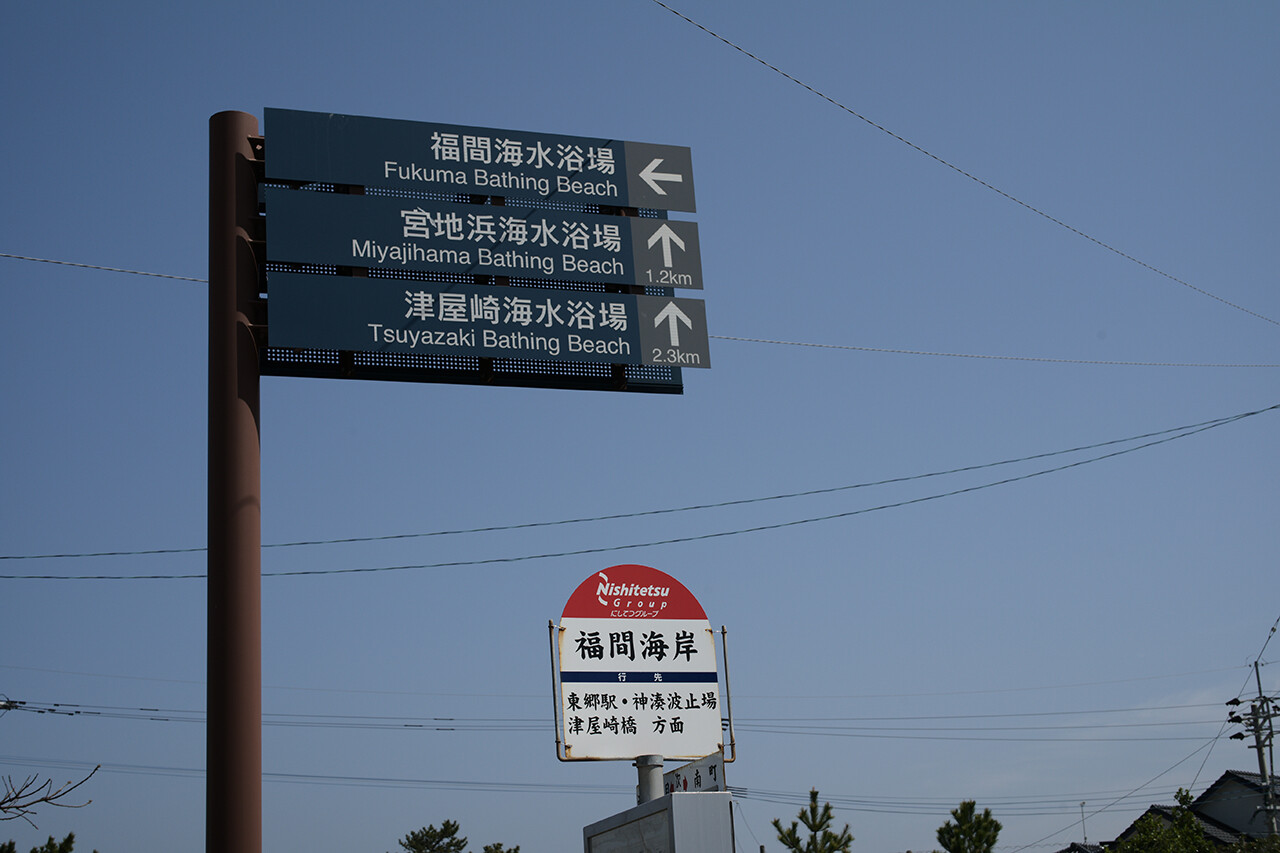 福間海水浴場
Fukuma Bathing Beach
宮地浜海水浴場
Miyajihama Bathing Beach
1.2km
津屋崎海水浴場
Tsuyazaki Bathing Beach
2.3km
Nishitetsu
Group
にしてつグループ
福間海岸
行先
東郷駅・神湊波止場
津屋崎橋 方面
南町